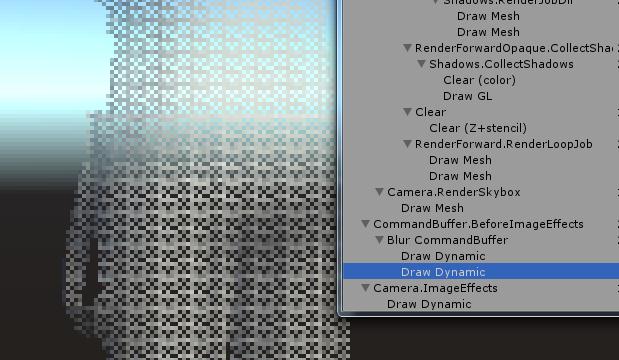 Shadows.RenderJobDir
Draw Mesh
Draw Mesh
RenderForwardOpaque.CollectSha
Shadows.CollectShadows
Clear (color)
Draw GL
Clear
Clear (Z+stencil)
RenderForward.RenderLoopJob
Draw Mesh
Draw Mesh
Camera.RenderSkybox
Draw Mesh
CommandBuffer.BeforeImageEffects
Blur CommandBuffer
Draw Dynamic
Draw Dynamic
Camera.ImageEffects
Draw Dynamic